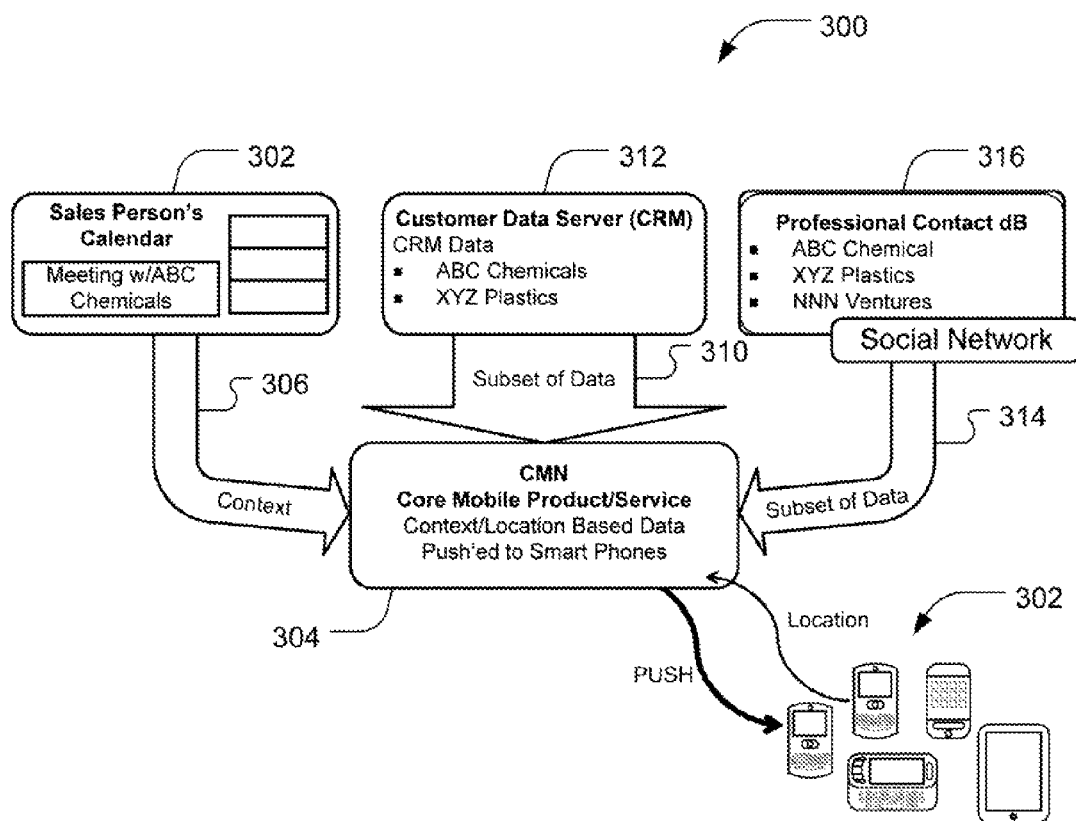 300
302
312
316
Sales Person's
Calendar
Meeting w/ABC
Chemicals
Customer Data Server (CRM)
CRM Data
▪ ABC Chemicals
▪ XYZ Plastics
Professional Contact dB
▪ ABC Chemical
▪ XYZ Plastics
▪ NNN Ventures
Social Network
306
Subset of Data
310
314
Context
CMN
Core Mobile Product/Service
Context/Location Based Data
Push'ed to Smart Phones
Subset of Data
304
Location
302
PUSH